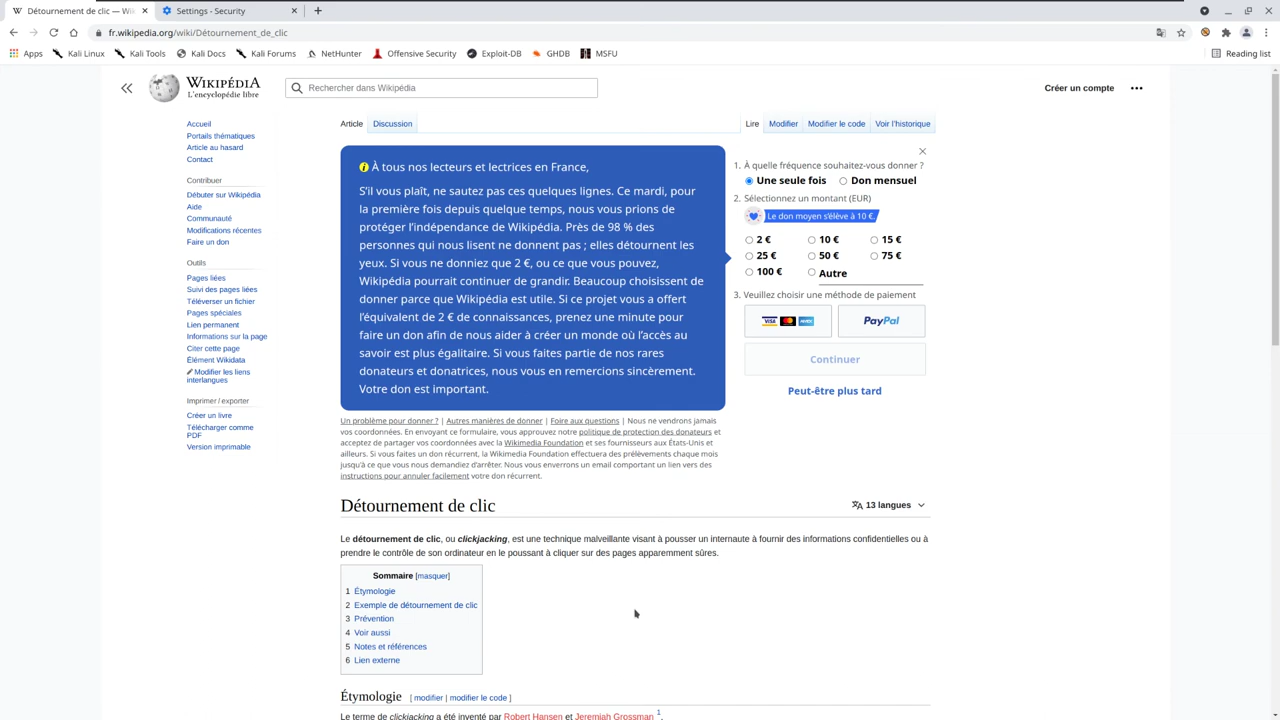 Détournement de clic — Wiki
Settings - Security
fr.wikipedia.org/wiki/Détournement_de_clic
Apps
Kali Linux
Kali Tools
Kali Docs
Kali Forums
NetHunter
Offensive Security
Exploit-DB
GHDB
MSFU
Reading list
WIKIPÉDIA
L'encyclopédie libre
Rechercher dans Wikipédia
Créer un compte
Accueil
Portails thématiques
Article au hasard
Contact
Contribuer
Débuter sur Wikipédia
Aide
Communauté
Modifications récentes
Faire un don
Outils
Pages liées
Suivi des pages liées
Téléverser un fichier
Pages spéciales
Lien permanent
Informations sur la page
Citer cette page
Élément Wikidata
Modifier les liens
interlangues
Imprimer / exporter
Créer un livre
Télécharger comme
PDF
Version imprimable
Article
Discussion
Lire
Modifier
Modifier le code
Voir l'historique
À tous nos lecteurs et lectrices en France,
S'il vous plaît, ne sautez pas ces quelques lignes. Ce mardi, pour
la première fois depuis quelque temps, nous vous prions de
protéger l'indépendance de Wikipédia. Près de 98 % des
personnes qui nous lisent ne donnent pas ; elles détournent les
yeux. Si vous ne donniez que 2 €, ou ce que vous pouvez,
Wikipédia pourrait continuer de grandir. Beaucoup choisissent de
donner parce que Wikipédia est utile. Si ce projet vous a offert
l'équivalent de 2 € de connaissances, prenez une minute pour
faire un don afin de nous aider à créer un monde où l'accès au
savoir est plus égalitaire. Si vous faites partie de nos rares
donateurs et donatrices, nous vous en remercions sincèrement.
Votre don est important.
1. À quelle fréquence souhaitez-vous donner ?
Une seule fois
Don mensuel
2. Sélectionnez un montant (EUR)
Le don moyen s'élève à 10 €.
2 €
10 €
15 €
25 €
50 €
75 €
100 €
Autre
3. Veuillez choisir une méthode de paiement
VISA
AMEX
PayPal
Continuer
Peut-être plus tard
Un problème pour donner ? | Autres manières de donner | Foire aux questions | Nous ne vendrons jamais
vos coordonnées. En envoyant ce formulaire, vous approuvez notre politique de protection des donateurs et
acceptez de partager vos coordonnées avec la Wikimedia Foundation et ses fournisseurs aux États-Unis et
ailleurs. Si vous faites un don récurrent, la Wikimedia Foundation effectuera des prélèvements chaque mois
jusqu'à ce que vous nous demandiez d'arrêter. Nous vous enverrons un email comportant un lien vers des
instructions pour annuler facilement votre don récurrent.
Détournement de clic
13 langues
Le détournement de clic, ou clickjacking, est une technique malveillante visant à pousser un internaute à fournir des informations confidentielles ou à
prendre le contrôle de son ordinateur en le poussant à cliquer sur des pages apparemment sûres.
Sommaire [masquer]
1 Étymologie
2 Exemple de détournement de clic
3 Prévention
4 Voir aussi
5 Notes et références
6 Lien externe
Étymologie [ modifier | modifier le code ]
Le terme de clickjacking a été inventé par Robert Hansen et Jeremiah Grossman 1.